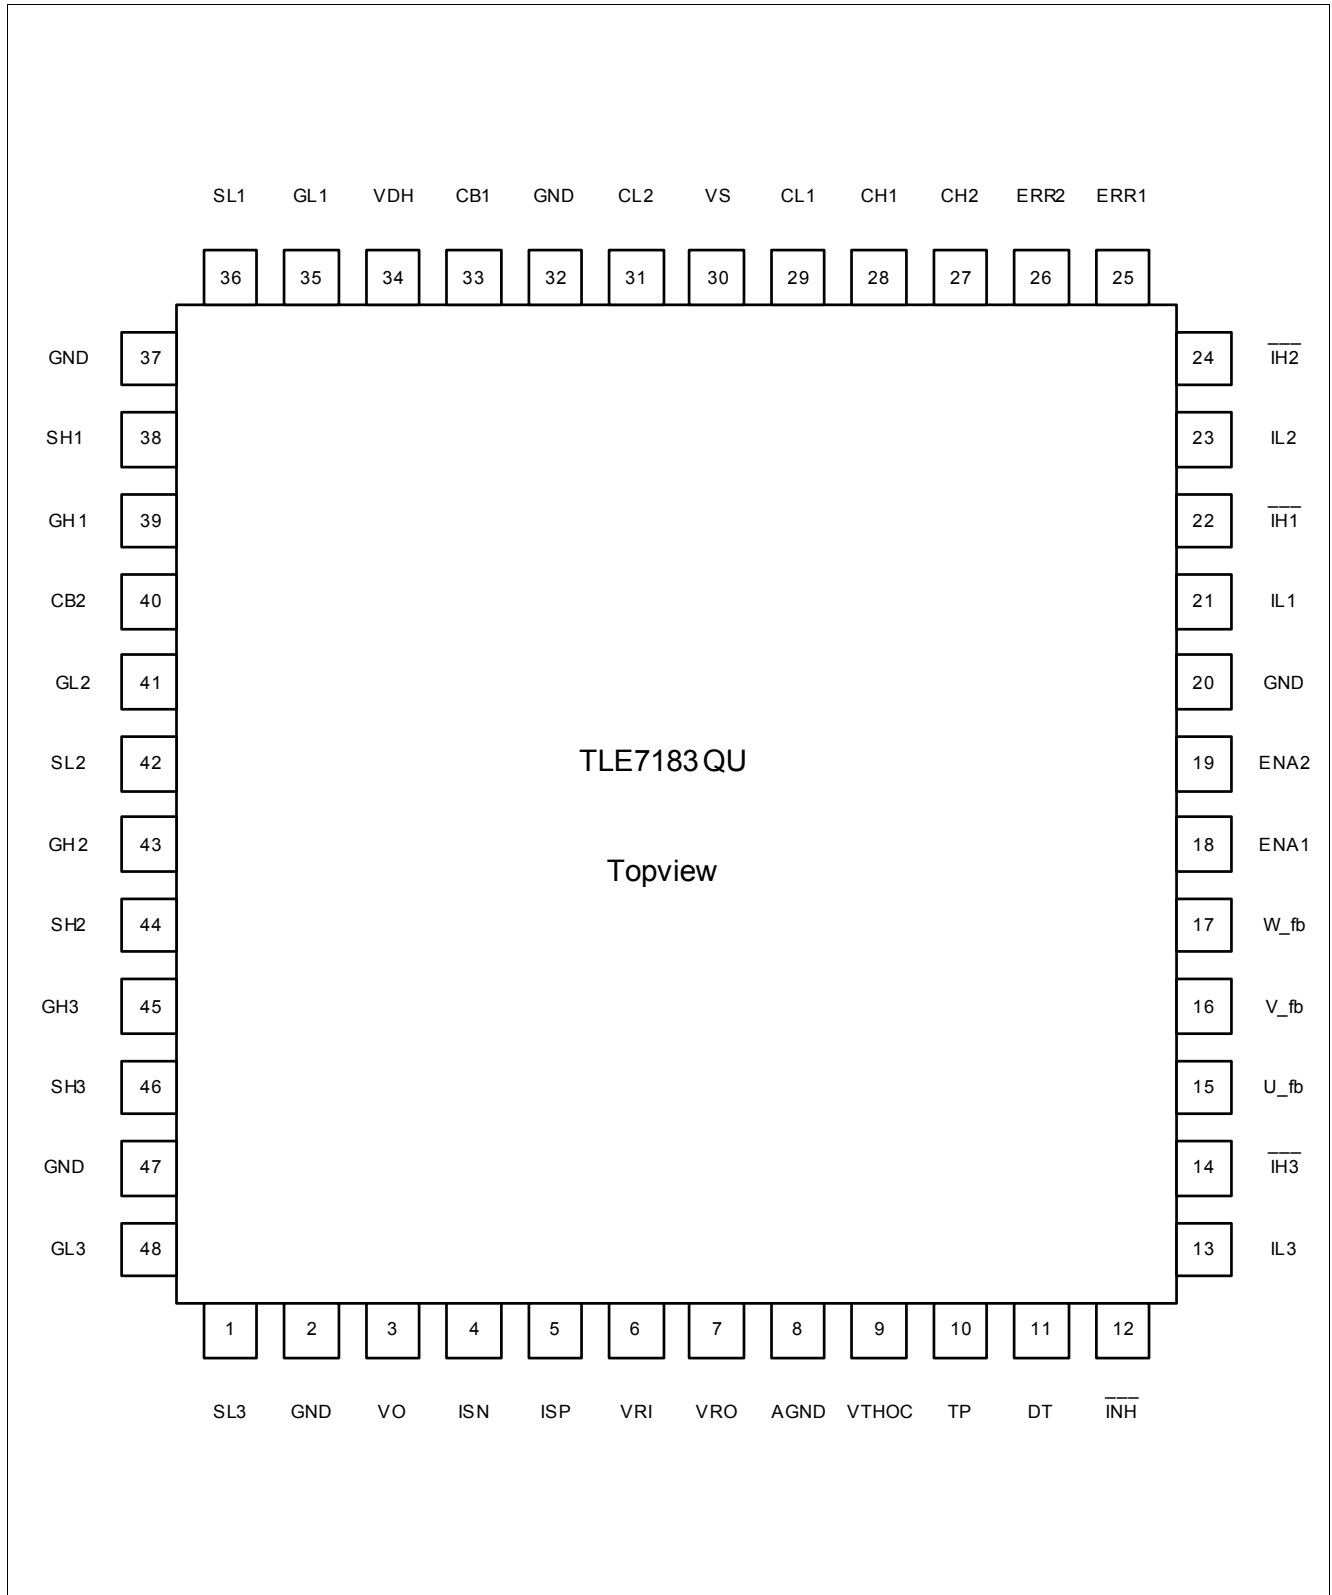 SL1 GL1 VDH CB1 GND CL2 VS CL1 CH1 CH2 ERR2 ERR1
36 35 34 33 32 31 30 29 28 27 26 25
GND 37 24 IH2
SH1 38 23 IL2
GH1 39 22 IH1
CB2 40 21 IL1
GL2 41 20 GND
SL2 42 TLE7183QU 19 ENA2
GH2 43 18 ENA1
Topview
SH2 44 17 W_fb
GH3 45 16 V_fb
SH3 46 15 U_fb
GND 47 14 IH3
GL3 48 13 IL3
1 2 3 4 5 6 7 8 9 10 11 12
SL3 GND VO ISN ISP VRI VRO AGND VTHOC TP DT INH